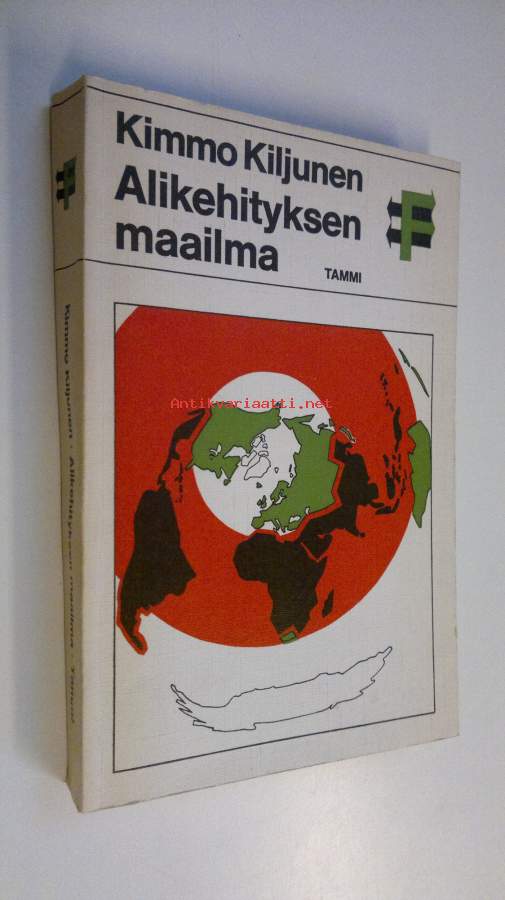 Kimmo Kiljunen
Alikehityksen
maailma
TAMMI
F
Antikvariaatti.net
F
Kimmo Kiljunen · Alikehityksen maailma · Tammi